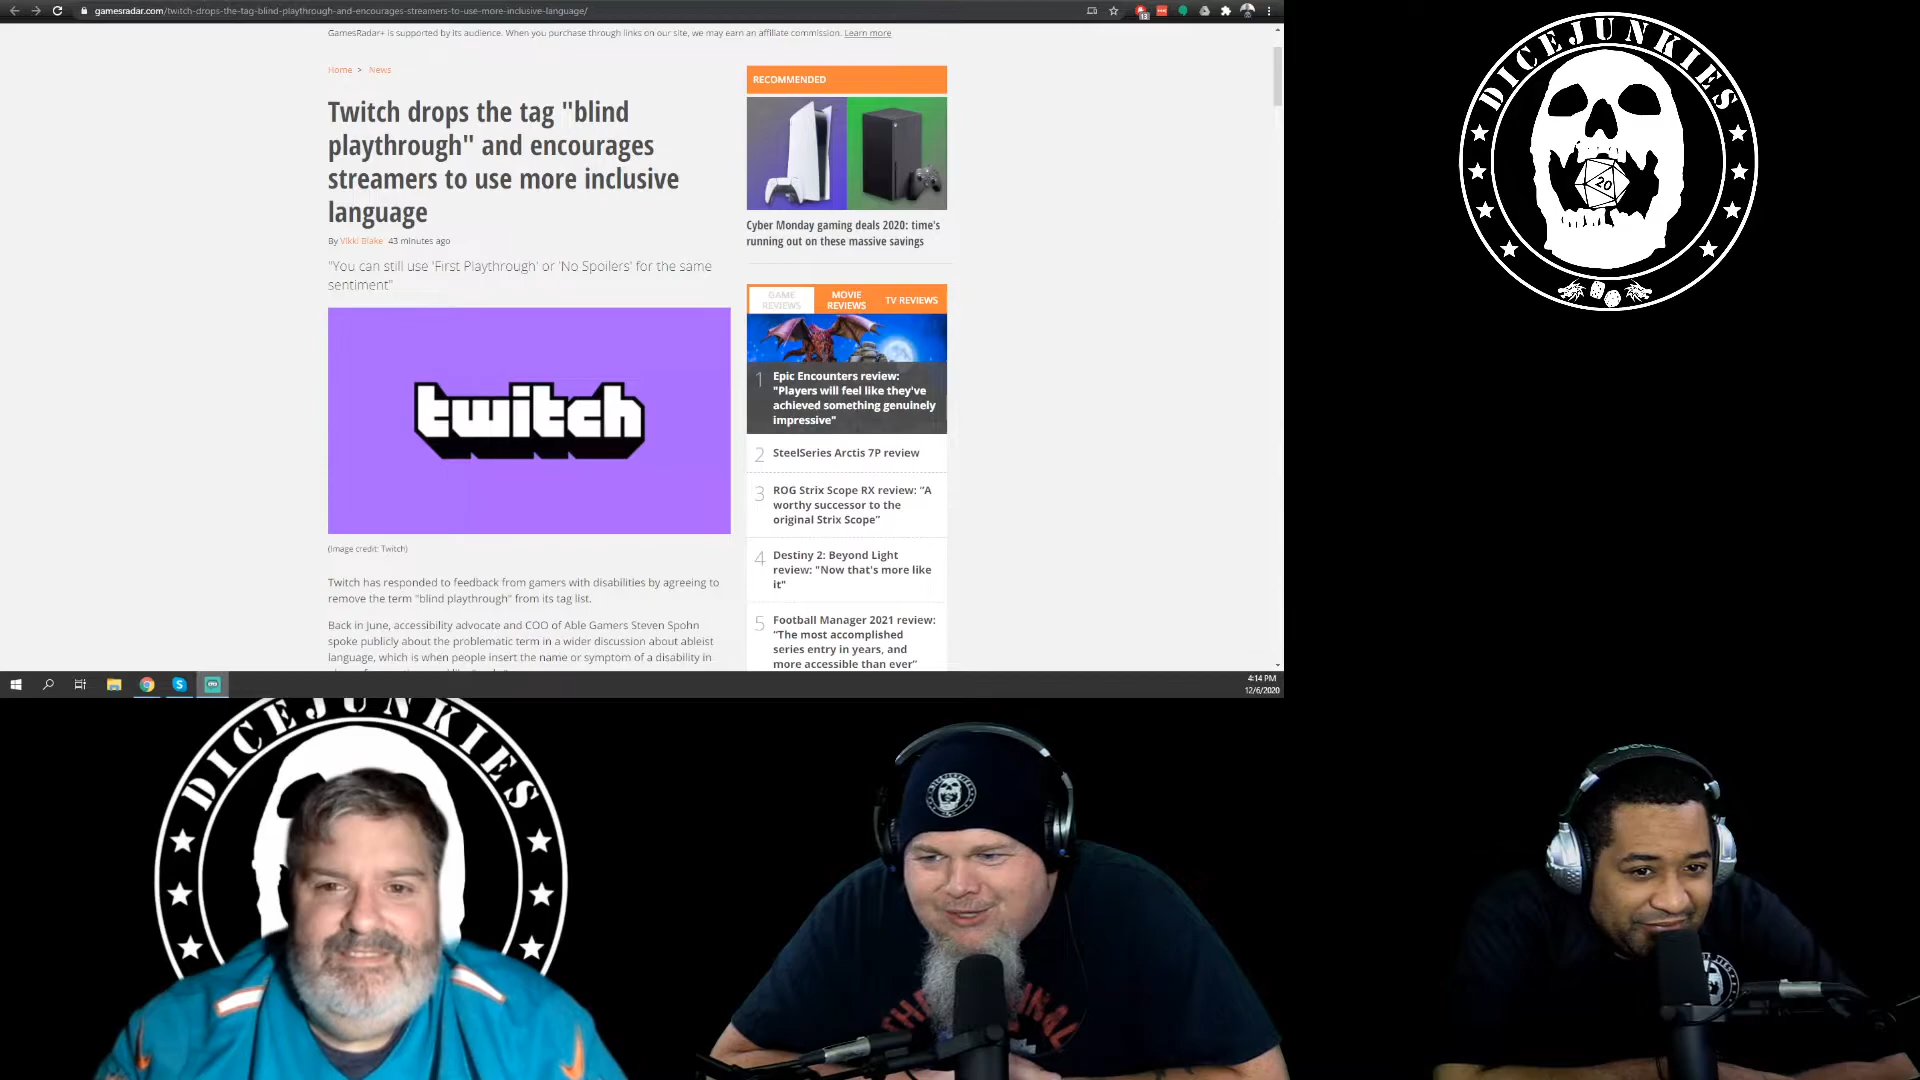 gamesradar.com/twitch-drops-the-tag-blind-playthrough-and-encourages-streamers-to-use-more-inclusive-language/
GamesRadar+ is supported by its audience. When you purchase through links on our site, we may earn an affiliate commission. Learn more
Home > News
Twitch drops the tag "blind
playthrough" and encourages
streamers to use more inclusive
language
By Vikki Blake 43 minutes ago
"You can still use 'First Playthrough' or 'No Spoilers' for the same
sentiment"
twitch
(Image credit: Twitch)
Twitch has responded to feedback from gamers with disabilities by agreeing to
remove the term "blind playthrough" from its tag list.
Back in June, accessibility advocate and COO of Able Gamers Steven Spohn
spoke publicly about the problematic term in a wider discussion about ableist
language, which is when people insert the name or symptom of a disability in
RECOMMENDED
Cyber Monday gaming deals 2020: time's
running out on these massive savings
GAME
REVIEWS
MOVIE
REVIEWS
TV REVIEWS
1 Epic Encounters review:
"Players will feel like they've
achieved something genuinely
impressive"
2 SteelSeries Arctis 7P review
3 ROG Strix Scope RX review: "A
worthy successor to the
original Strix Scope"
4 Destiny 2: Beyond Light
review: "Now that's more like
it"
5 Football Manager 2021 review:
"The most accomplished
series entry in years, and
more accessible than ever"
4:14 PM
12/6/2020
DICEJUNKIES
20
DICEJUNKIES